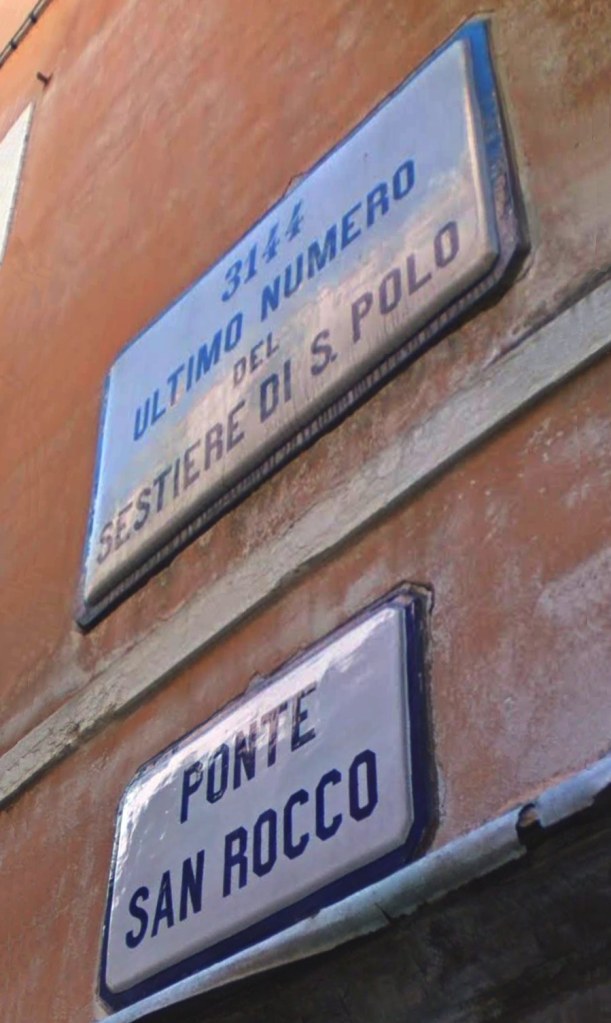 3144
ULTIMO NUMERO
DEL
SESTIERE DI S. POLO
PONTE
SAN ROCCO